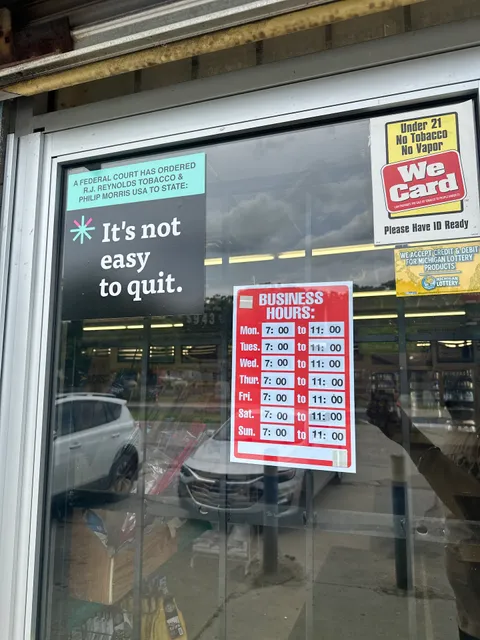 A FEDERAL COURT HAS ORDERED
R.J. REYNOLDS TOBACCO &
PHILIP MORRIS USA TO STATE:
It's not
easy
to quit.
Under 21
No Tobacco
No Vapor
We
Card
Please Have ID Ready
WE ACCEPT CREDIT & DEBIT
FOR MICHIGAN LOTTERY
PRODUCTS
LOTTERY
BUSINESS
HOURS:
Mon. 7: 00 to 11: 00
Tues. 7: 00 to 11: 00
Wed. 7: 00 to 11: 00
Thur. 7: 00 to 11: 00
Fri. 7: 00 to 11: 00
Sat. 7: 00 to 11: 00
Sun. 7: 00 to 11: 00